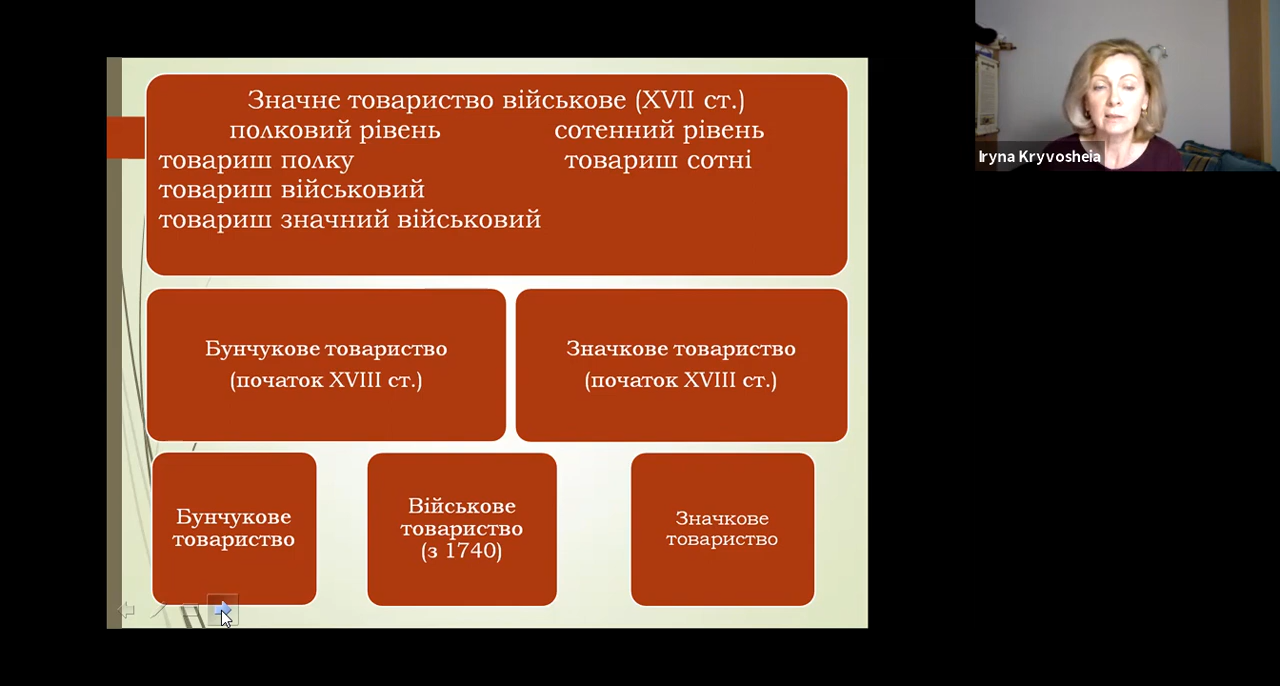 Значне товариство військове (XVII ст.)
полковий рівень сотенний рівень
товариш полку товариш сотні
товариш військовий
товариш значний військовий
Бунчукове товариство
(початок XVIII ст.)
Значкове товариство
(початок XVIII ст.)
Бунчукове
товариство
Військове
товариство
(з 1740)
Значкове
товариство
Iryna Kryvosheia